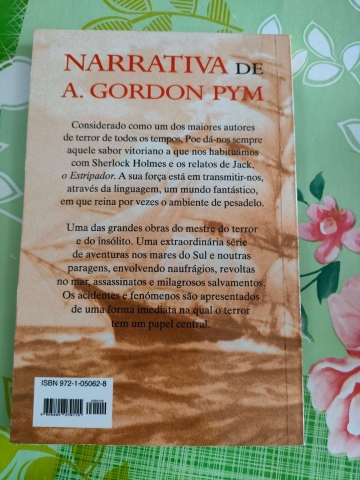 NARRATIVA DE
A. GORDON PYM
Considerado como um dos maiores autores
de terror de todos os tempos, Poe dá-nos sempre
aquele sabor vitoriano a que nos habituámos
com Sherlock Holmes e os relatos de Jack,
o Estripador. A sua força está em transmitir-nos,
através da linguagem, um mundo fantástico,
em que reina por vezes o ambiente de pesadelo.
Uma das grandes obras do mestre do terror
e do insólito. Uma extraordinária série
de aventuras nos mares do Sul e noutras
paragens, envolvendo naufrágios, revoltas
no mar, assassinatos e milagrosos salvamentos.
Os acidentes e fenómenos são apresentados
de uma forma imediata na qual o terror
tem um papel central.
ISBN 972-1-05062-8